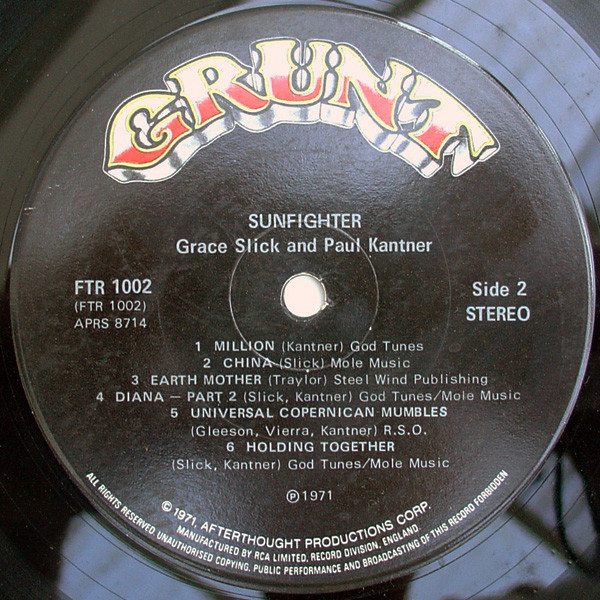 GRUNT
SUNFIGHTER
Grace Slick and Paul Kantner
FTR 1002
(FTR 1002)
APRS 8714
Side 2
STEREO
1 MILLION (Kantner) God Tunes
2 CHINA (Slick) Mole Music
3 EARTH MOTHER (Traylor) Steel Wind Publishing
4 DIANA — PART 2 (Slick, Kantner) God Tunes/Mole Music
5 UNIVERSAL COPERNICAN MUMBLES
(Gleeson, Vierra, Kantner) R.S.O.
6 HOLDING TOGETHER
(Slick, Kantner) God Tunes/Mole Music
℗1971
© 1971, AFTERTHOUGHT PRODUCTIONS CORP.
MANUFACTURED BY RCA LIMITED, RECORD DIVISION, ENGLAND.
ALL RIGHTS RESERVED. UNAUTHORISED COPYING, PUBLIC PERFORMANCE AND BROADCASTING OF THIS RECORD FORBIDDEN